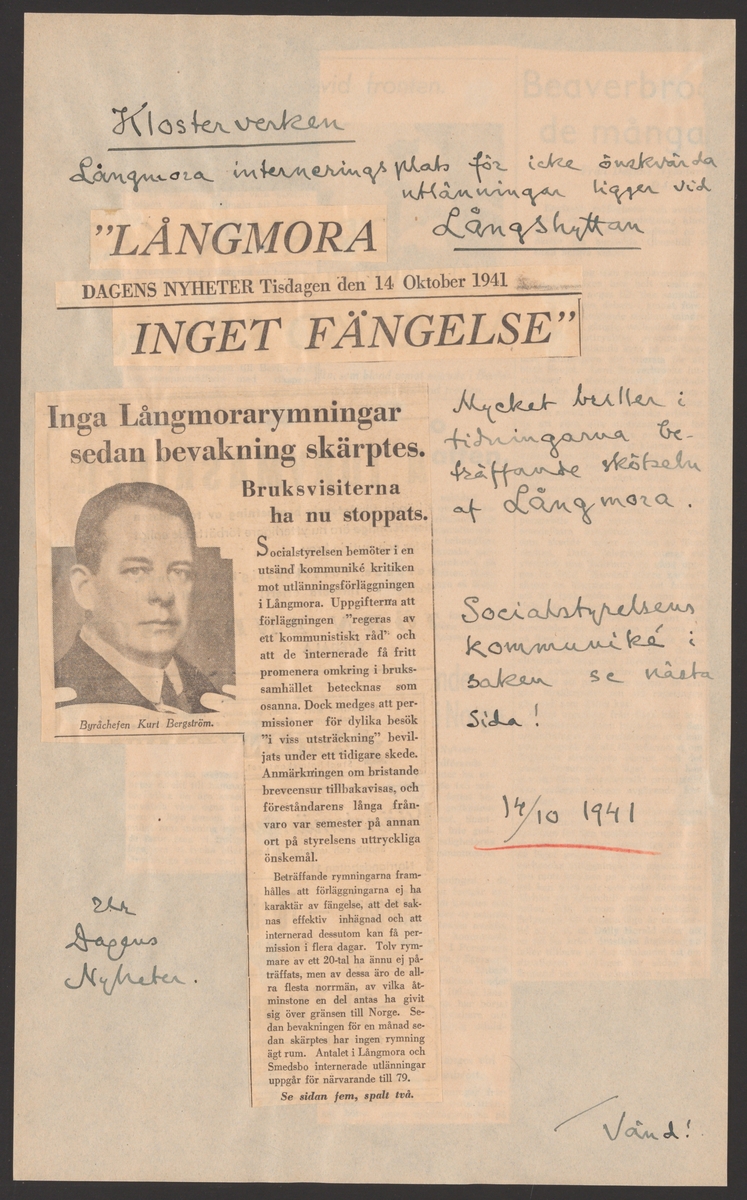 Klosterverken
Långmora interneringsplats för icke önskvärda
utlänningar ligger vid
Långshyttan
"LÅNGMORA
DAGENS NYHETER Tisdagen den 14 Oktober 1941
INGET FÄNGELSE"
Inga Långmorarymningar
sedan bevakning skärptes.
Bruksvisiterna
ha nu stoppats.
Socialstyrelsen bemöter i en
utsänd kommuniké kritiken
mot utlänningsförläggningen
i Långmora. Uppgifterna att
förläggningen "regeras av
ett kommunistiskt råd" och
att de internerade få fritt
promenera omkring i bruks-
samhället betecknas som
osanna. Dock medges att per-
missioner för dylika besök
"i viss utsträckning" bevil-
jats under ett tidigare skede.
Anmärkningen om bristande
brevcensur tillbakavisas, och
föreståndarens långa från-
varo var semester på annan
ort på styrelsens uttryckliga
önskemål.
Beträffande rymningarna fram-
hålles att förläggningarna ej ha
karaktär av fängelse, att det sak-
nas effektiv inhägnad och att
internerad dessutom kan få per-
mission i flera dagar. Tolv rym-
mare av ett 20-tal ha ännu ej på-
träffats, men av dessa äro de all-
ra flesta norrmän, av vilka åt-
minstone en del antas ha givit
sig över gränsen till Norge. Se-
dan bevakningen för en månad se-
dan skärptes har ingen rymning
ägt rum. Antalet i Långmora och
Smedsbo internerade utlänningar
uppgår för närvarande till 79.
Se sidan fem, spalt två.
Byråchefen Kurt Bergström.
Mycket
i
tidningarna be-
träffande skötseln
af Långmora.
Socialstyrelsens
kommuniké i
saken se nästa
sida!
14/10 1941
Dagens
Nyheter.
Vänd!
vid fronten.
Beaverbro
de många